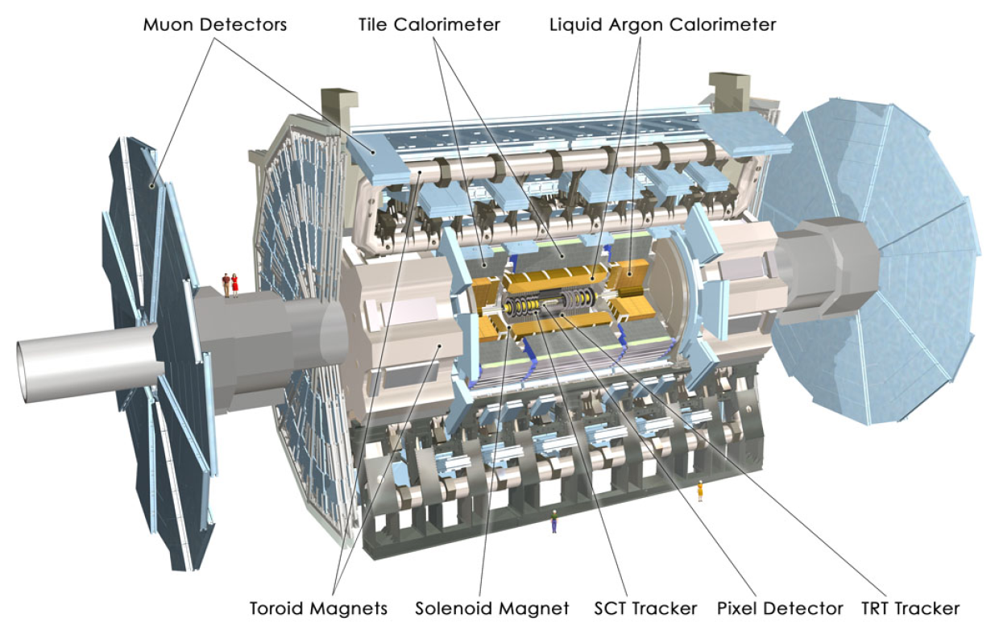 Muon Detectors
Tile Calorimeter
Liquid Argon Calorimeter
Toroid Magnets
Solenoid Magnet
SCT Tracker
Pixel Detector
TRT Tracker